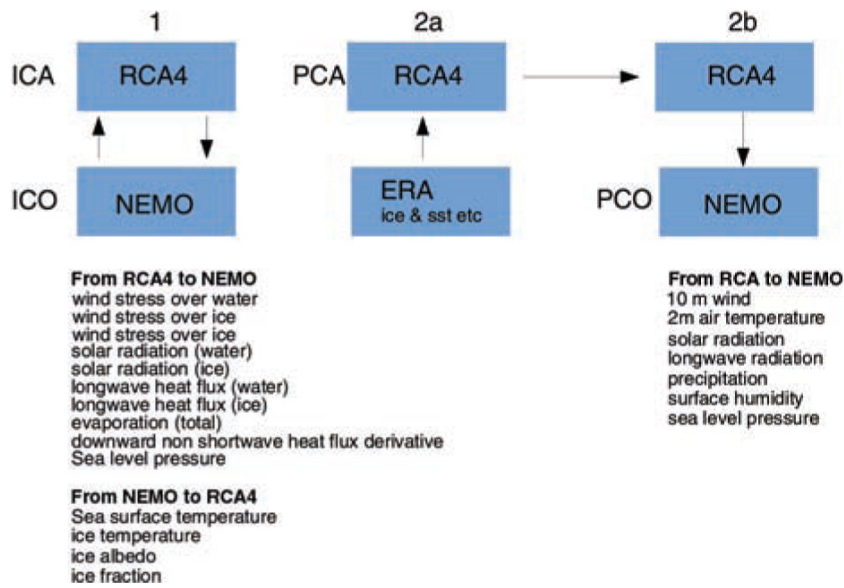 1 2a 2b
ICA RCA4 PCA RCA4 RCA4
ICO NEMO ERA PCO NEMO
ice & sst etc
From RCA4 to NEMO
wind stress over water
wind stress over ice
wind stress over ice
solar radiation (water)
solar radiation (ice)
longwave heat flux (water)
longwave heat flux (ice)
evaporation (total)
downward non shortwave heat flux derivative
Sea level pressure
From NEMO to RCA4
Sea surface temperature
ice temperature
ice albedo
ice fraction
From RCA to NEMO
10 m wind
2m air temperature
solar radiation
longwave radiation
precipitation
surface humidity
sea level pressure